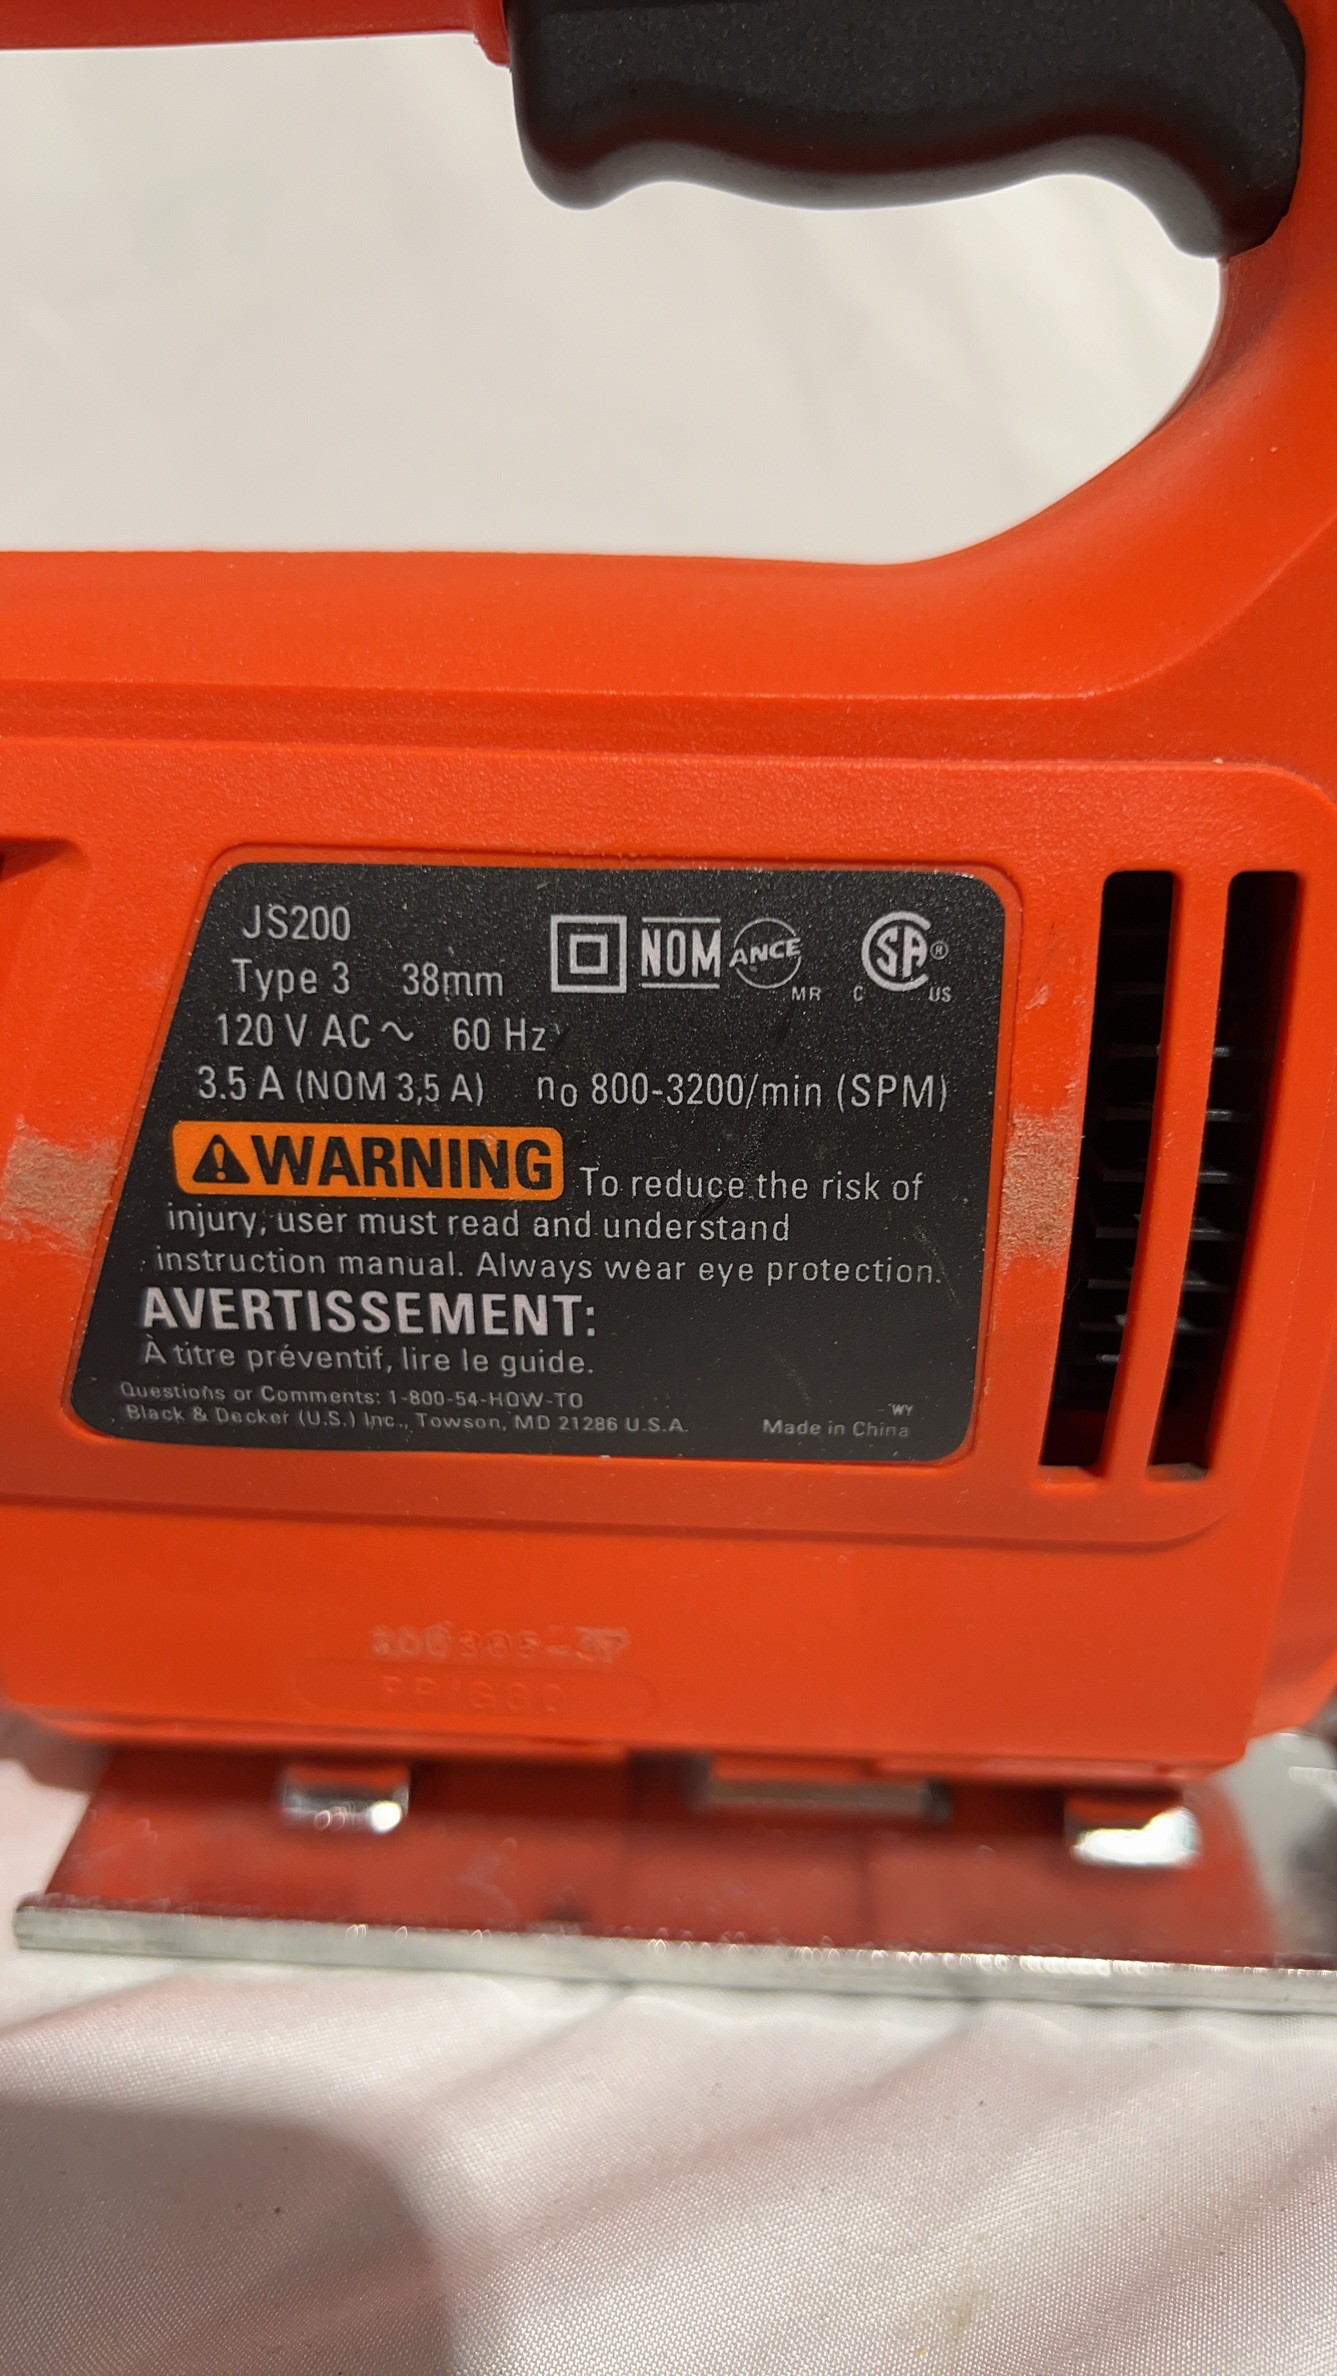 JS200
Type 3 38mm
NOM ANCE MR
SA ® C US
120 V AC ~ 60 Hz
3.5 A (NOM 3,5 A) no 800-3200/min (SPM)
WARNING To reduce the risk of
injury, user must read and understand
instruction manual. Always wear eye protection.
AVERTISSEMENT:
À titre préventif, lire le guide.
Questions or Comments: 1-800-54-HOW-TO
WY
Black & Decker (U.S.) Inc., Towson, MD 21286 U.S.A. Made in China